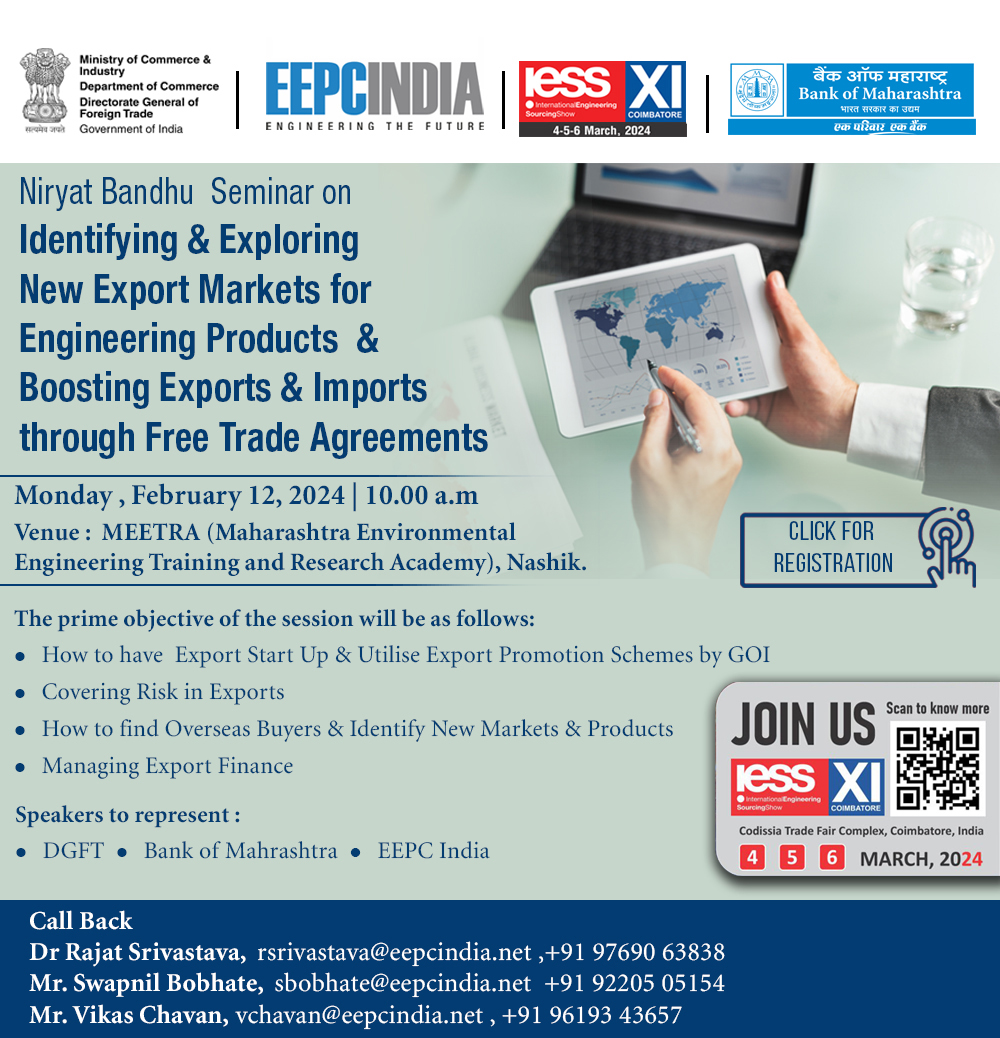 Ministry of Commerce &
Industry
Department of Commerce
Directorate General of
Foreign Trade
Government of India
सत्यमेव जयते
EEPCINDIA
ENGINEERING THE FUTURE
IESS XI
InternationalEngineering
SourcingShow
COIMBATORE
4-5-6 March, 2024
बैंक ऑफ महाराष्ट्र
Bank of Maharashtra
भारत सरकार का उद्यम
एक परिवार एक बैंक
Niryat Bandhu Seminar on
Identifying & Exploring
New Export Markets for
Engineering Products &
Boosting Exports & Imports
through Free Trade Agreements
Monday , February 12, 2024 | 10.00 a.m
Venue : MEETRA (Maharashtra Environmental
Engineering Training and Research Academy), Nashik.
CLICK FOR
REGISTRATION
The prime objective of the session will be as follows:
● How to have Export Start Up & Utilise Export Promotion Schemes by GOI
● Covering Risk in Exports
● How to find Overseas Buyers & Identify New Markets & Products
● Managing Export Finance
Speakers to represent :
● DGFT ● Bank of Mahrashtra ● EEPC India
JOIN US
Scan to know more
IESS XI
InternationalEngineering
SourcingShow
COIMBATORE
Codissia Trade Fair Complex, Coimbatore, India
4 5 6 MARCH, 2024
Call Back
Dr Rajat Srivastava, rsrivastava@eepcindia.net ,+91 97690 63838
Mr. Swapnil Bobhate, sbobhate@eepcindia.net +91 92205 05154
Mr. Vikas Chavan, vchavan@eepcindia.net , +91 96193 43657